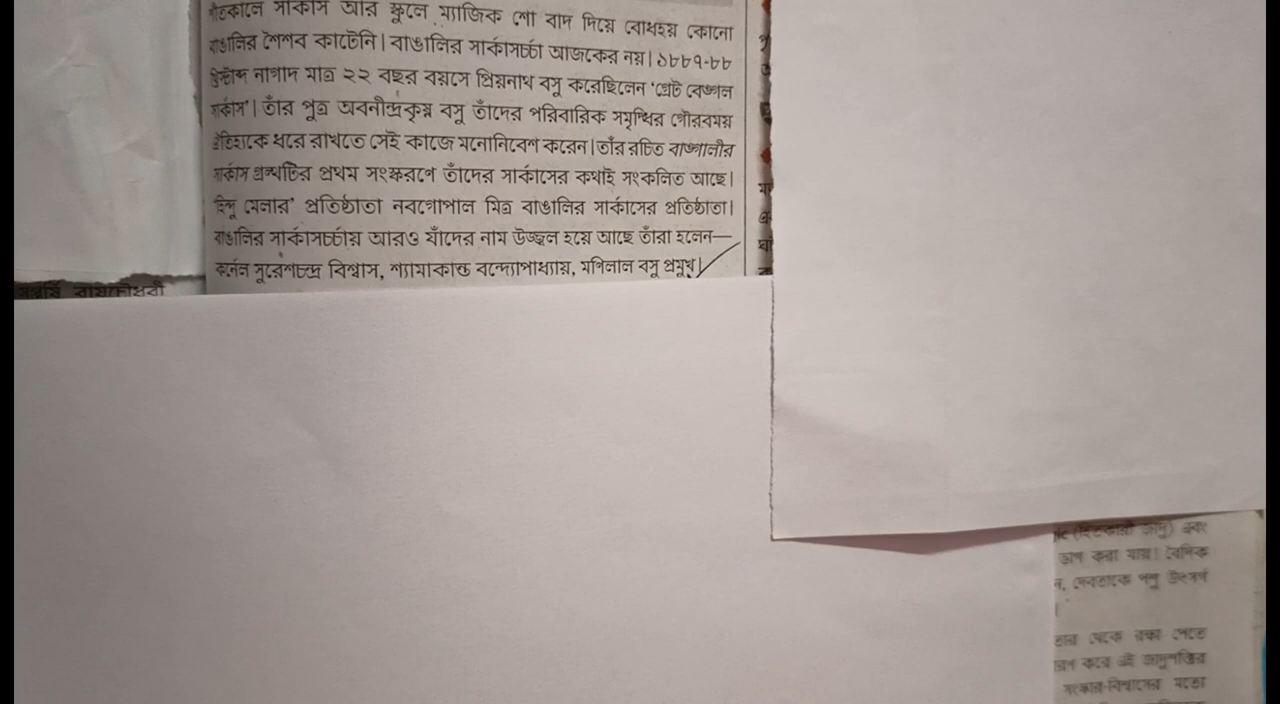 শীতকালে সার্কাস আর স্কুলে ম্যাজিক শো বাদ দিয়ে বোধহয় কোনো
বাঙালির শৈশব কাটেনি। বাঙালির সার্কাসচর্চা আজকের নয়। ১৮৮৭-৮৮
খ্রিস্টাব্দ নাগাদ মাত্র ২২ বছর বয়সে প্রিয়নাথ বসু করেছিলেন ‘গ্রেট বেঙ্গল
সার্কাস’। তাঁর পুত্র অবনীন্দ্রকৃষ্ণ বসু তাঁদের পারিবারিক সমৃদ্ধির গৌরবময়
ঐতিহ্যকে ধরে রাখতে সেই কাজে মনোনিবেশ করেন। তাঁর রচিত বাঙ্গালীর
সার্কাস গ্রন্থটির প্রথম সংস্করণে তাঁদের সার্কাসের কথাই সংকলিত আছে।
‘হিন্দু মেলার’ প্রতিষ্ঠাতা নবগোপাল মিত্র বাঙালির সার্কাসের প্রতিষ্ঠাতা।
বাঙালির সার্কাসচর্চায় আরও যাঁদের নাম উজ্জ্বল হয়ে আছে তাঁরা হলেন—
কর্নেল সুরেশচন্দ্র বিশ্বাস, শ্যামাকান্ত বন্দ্যোপাধ্যায়, মণিলাল বসু প্রমুখ।
রায়চৌধুরী
(হিতকারী জাদু) এবং
ভাগ করা যায়। বৈদিক
দেবতাকে পশু উৎসর্গ
।
থেকে রক্ষা পেতে
করে এই জাদুশক্তির
সংস্কার-বিশ্বাসের মতো